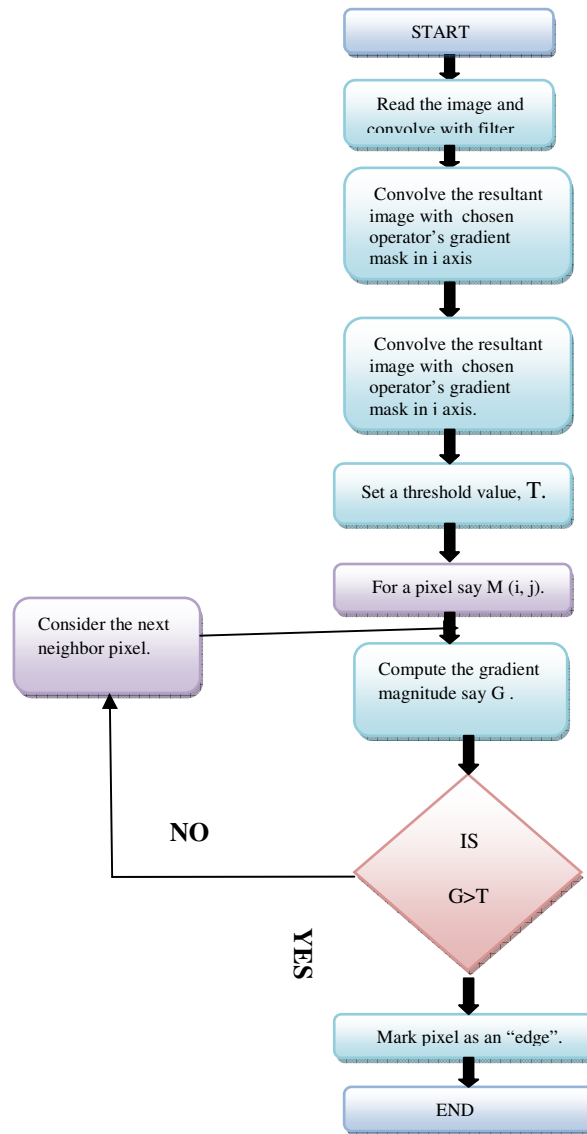 START
Read the image and
convolve with filter
Convolve the resultant
image with chosen
operator’s gradient
mask in i axis
Convolve the resultant
image with chosen
operator’s gradient
mask in i axis.
Set a threshold value, T.
For a pixel say M (i, j).
Consider the next
neighbor pixel.
Compute the gradient
magnitude say G .
IS
G>T
NO
YES
Mark pixel as an “edge”.
END